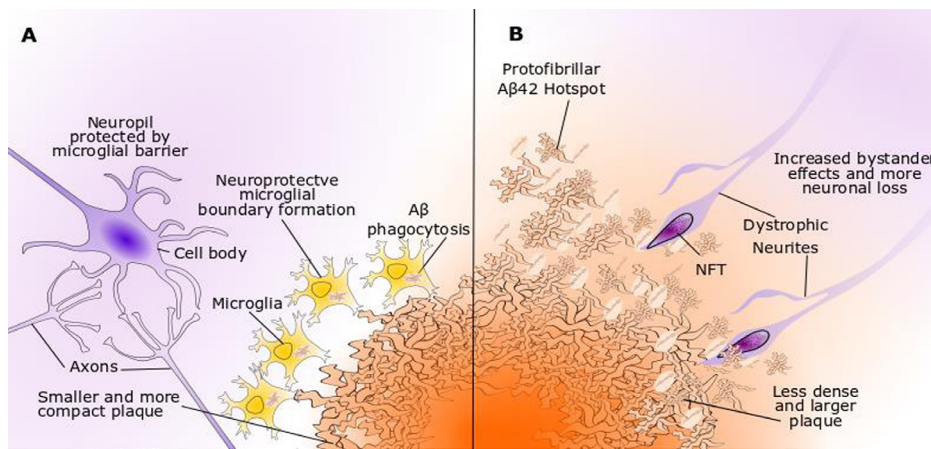 A
Neuropil
protected by
microglial barrier
Neuroprotectve
microglial
boundary formation
Aβ
phagocytosis
Cell body
Microglia
Axons
Smaller and more
compact plaque
B
Protofibrillar
Aβ42 Hotspot
Increased bystander
effects and more
neuronal loss
Dystrophic
Neurites
NFT
Less dense
and larger
plaque